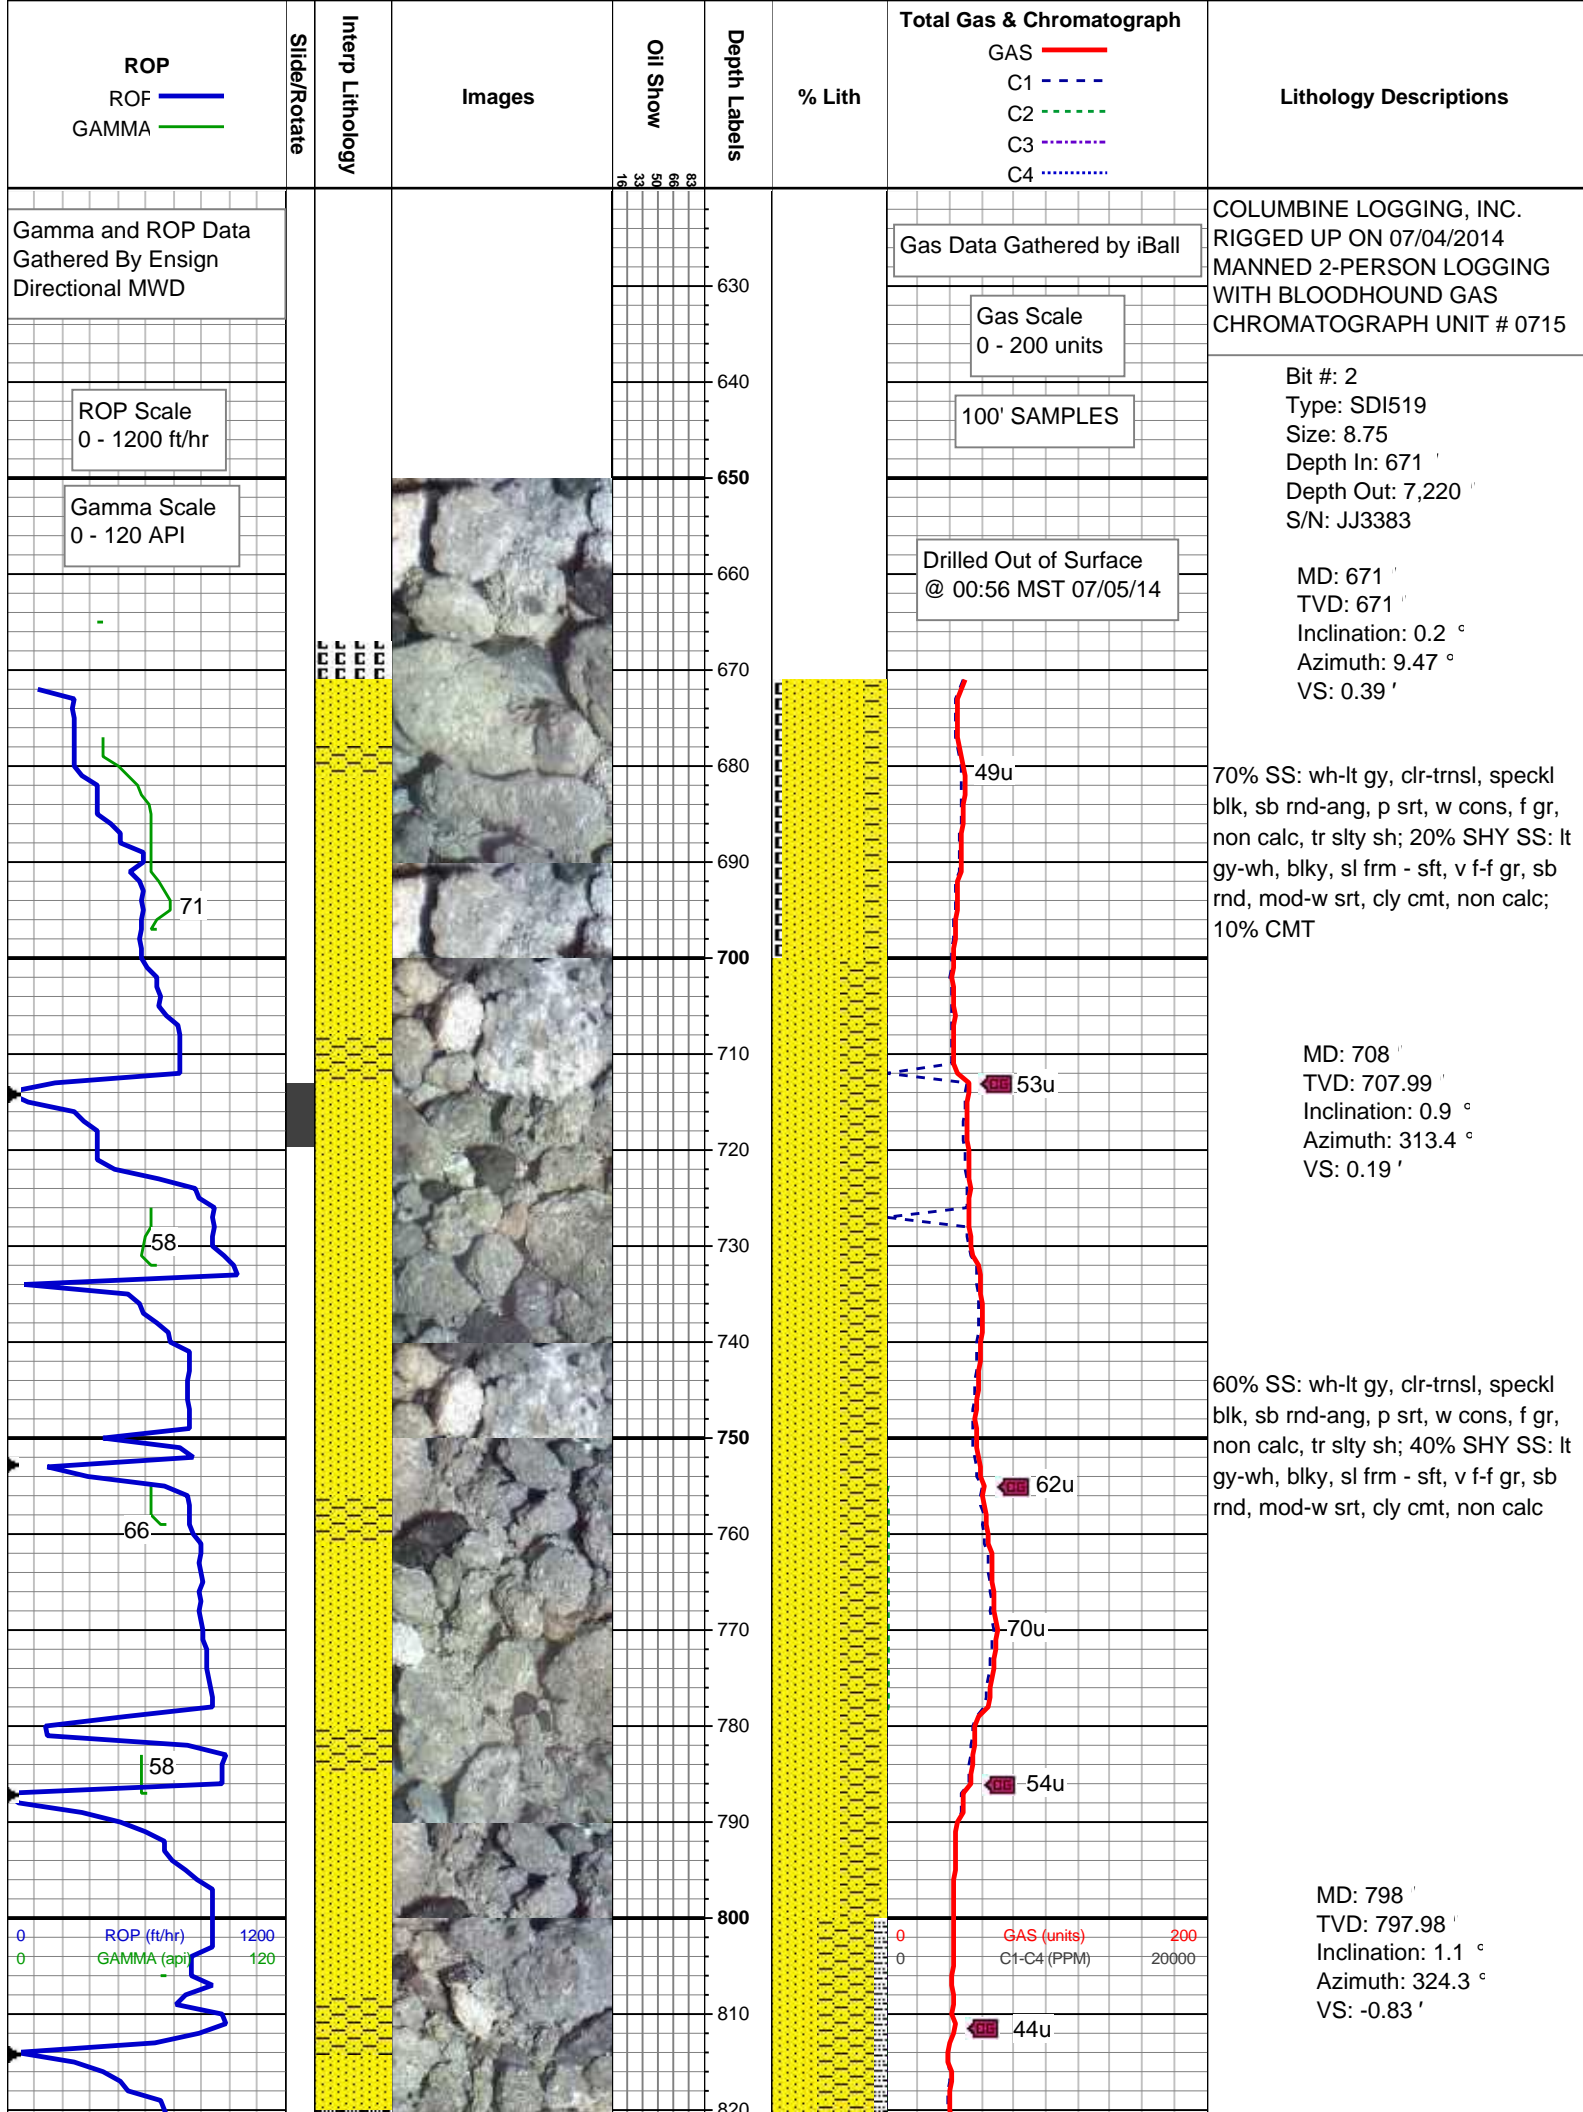 ROP
ROP
GAMMA
Slide/Rotate
Interp Lithology
Images
Oil Show
16 33 50 66 83
Depth Labels
% Lith
Total Gas & Chromatograph
GAS
C1
C2
C3
C4
Lithology Descriptions
Gamma and ROP Data
Gathered By Ensign
Directional MWD
ROP Scale
0 - 1200 ft/hr
Gamma Scale
0 - 120 API
71
58
66
58
0 ROP (ft/hr) 1200
0 GAMMA (api) 120
630
640
650
660
670
680
690
700
710
720
730
740
750
760
770
780
790
800
810
820
Gas Data Gathered by iBall
Gas Scale
0 - 200 units
100' SAMPLES
Drilled Out of Surface
@ 00:56 MST 07/05/14
49u
CG 53u
CG 62u
70u
CG 54u
0 GAS (units) 200
0 C1-C4 (PPM) 20000
CG 44u
COLUMBINE LOGGING, INC.
RIGGED UP ON 07/04/2014
MANNED 2-PERSON LOGGING
WITH BLOODHOUND GAS
CHROMATOGRAPH UNIT # 0715
Bit #: 2
Type: SDI519
Size: 8.75
Depth In: 671 '
Depth Out: 7,220 '
S/N: JJ3383
MD: 671 '
TVD: 671 '
Inclination: 0.2 °
Azimuth: 9.47 °
VS: 0.39 '
70% SS: wh-lt gy, clr-trnsl, speckl
blk, sb rnd-ang, p srt, w cons, f gr,
non calc, tr slty sh; 20% SHY SS: lt
gy-wh, blky, sl frm - sft, v f-f gr, sb
rnd, mod-w srt, cly cmt, non calc;
10% CMT
MD: 708 '
TVD: 707.99 '
Inclination: 0.9 °
Azimuth: 313.4 °
VS: 0.19 '
60% SS: wh-lt gy, clr-trnsl, speckl
blk, sb rnd-ang, p srt, w cons, f gr,
non calc, tr slty sh; 40% SHY SS: lt
gy-wh, blky, sl frm - sft, v f-f gr, sb
rnd, mod-w srt, cly cmt, non calc
MD: 798 '
TVD: 797.98 '
Inclination: 1.1 °
Azimuth: 324.3 °
VS: -0.83 '